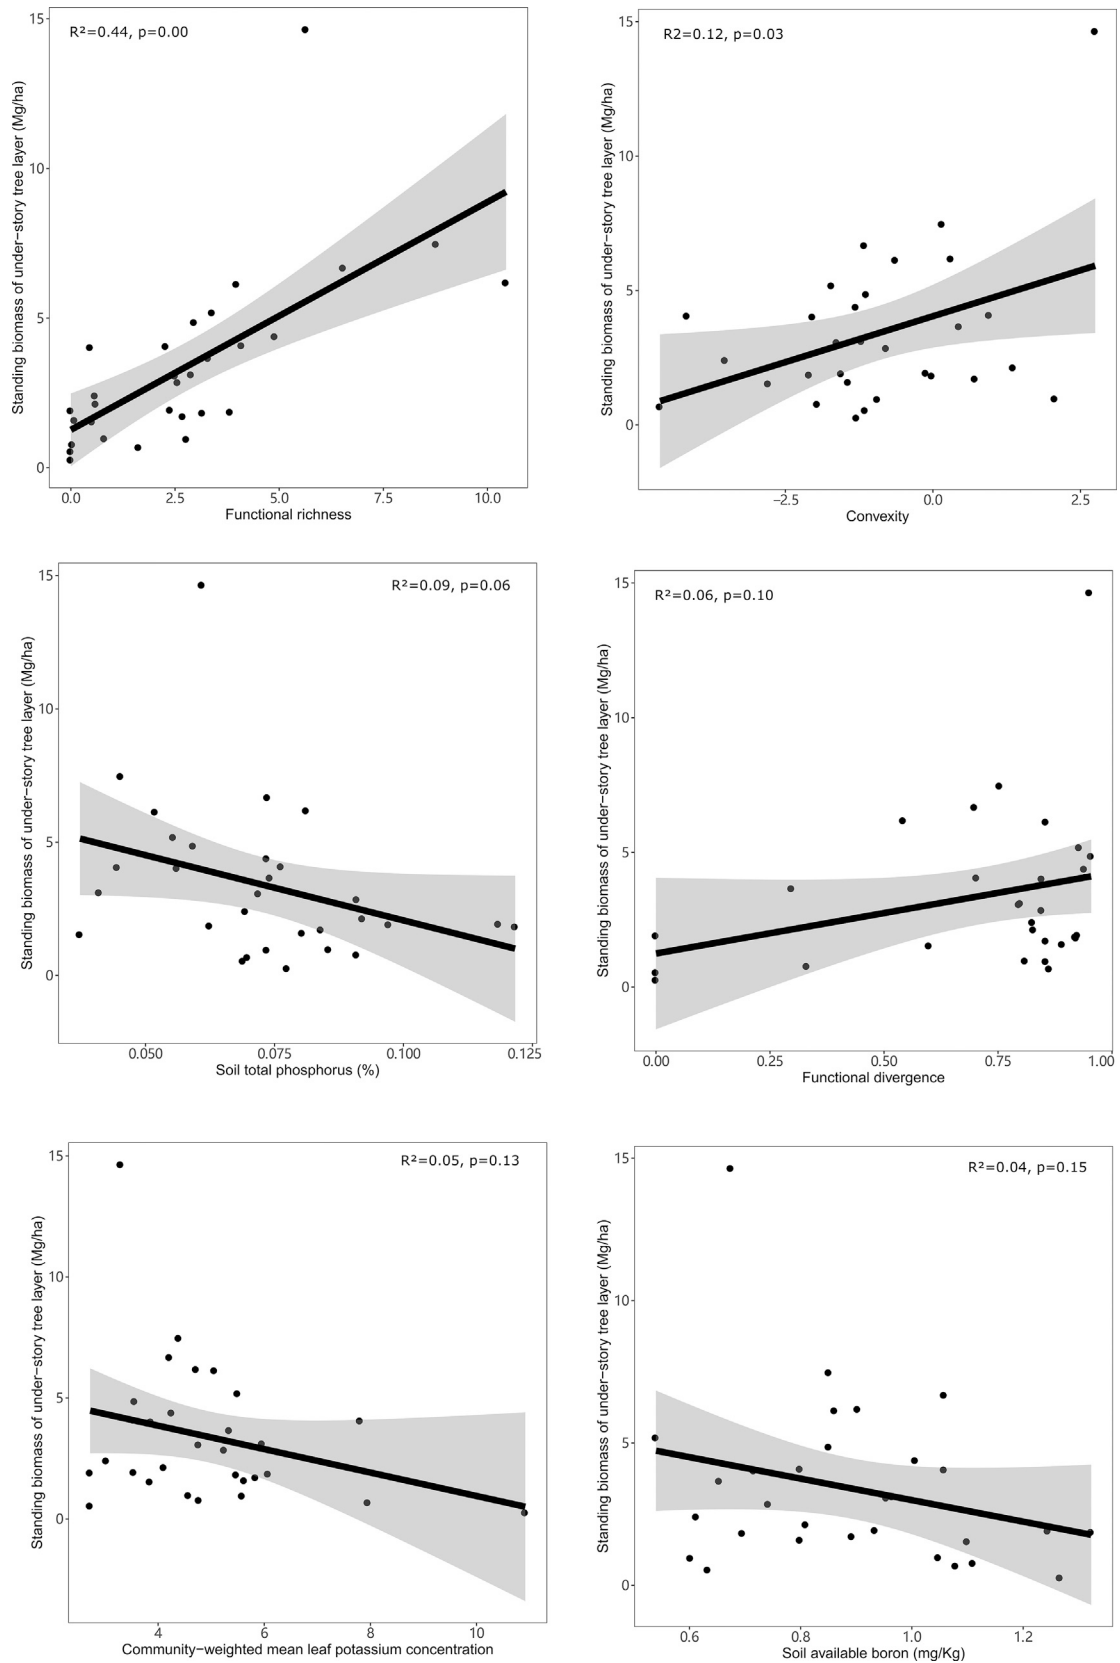 R²=0.44, p=0.00
Standing biomass of under−story tree layer (Mg/ha)
15
10
5
0
0.0 2.5 5.0 7.5 10.0
Functional richness
R2=0.12, p=0.03
Standing biomass of under−story tree layer (Mg/ha)
15
10
5
0
−2.5 0.0 2.5
Convexity
R²=0.09, p=0.06
Standing biomass of under−story tree layer (Mg/ha)
15
10
5
0
0.050 0.075 0.100 0.125
Soil total phosphorus (%)
R²=0.06, p=0.10
Standing biomass of under−story tree layer (Mg/ha)
15
10
5
0
0.00 0.25 0.50 0.75 1.00
Functional divergence
R²=0.05, p=0.13
Standing biomass of under−story tree layer (Mg/ha)
15
10
5
0
4 6 8 10
Community−weighted mean leaf potassium concentration
R²=0.04, p=0.15
Standing biomass of under−story tree layer (Mg/ha)
15
10
5
0
0.6 0.8 1.0 1.2
Soil available boron (mg/Kg)